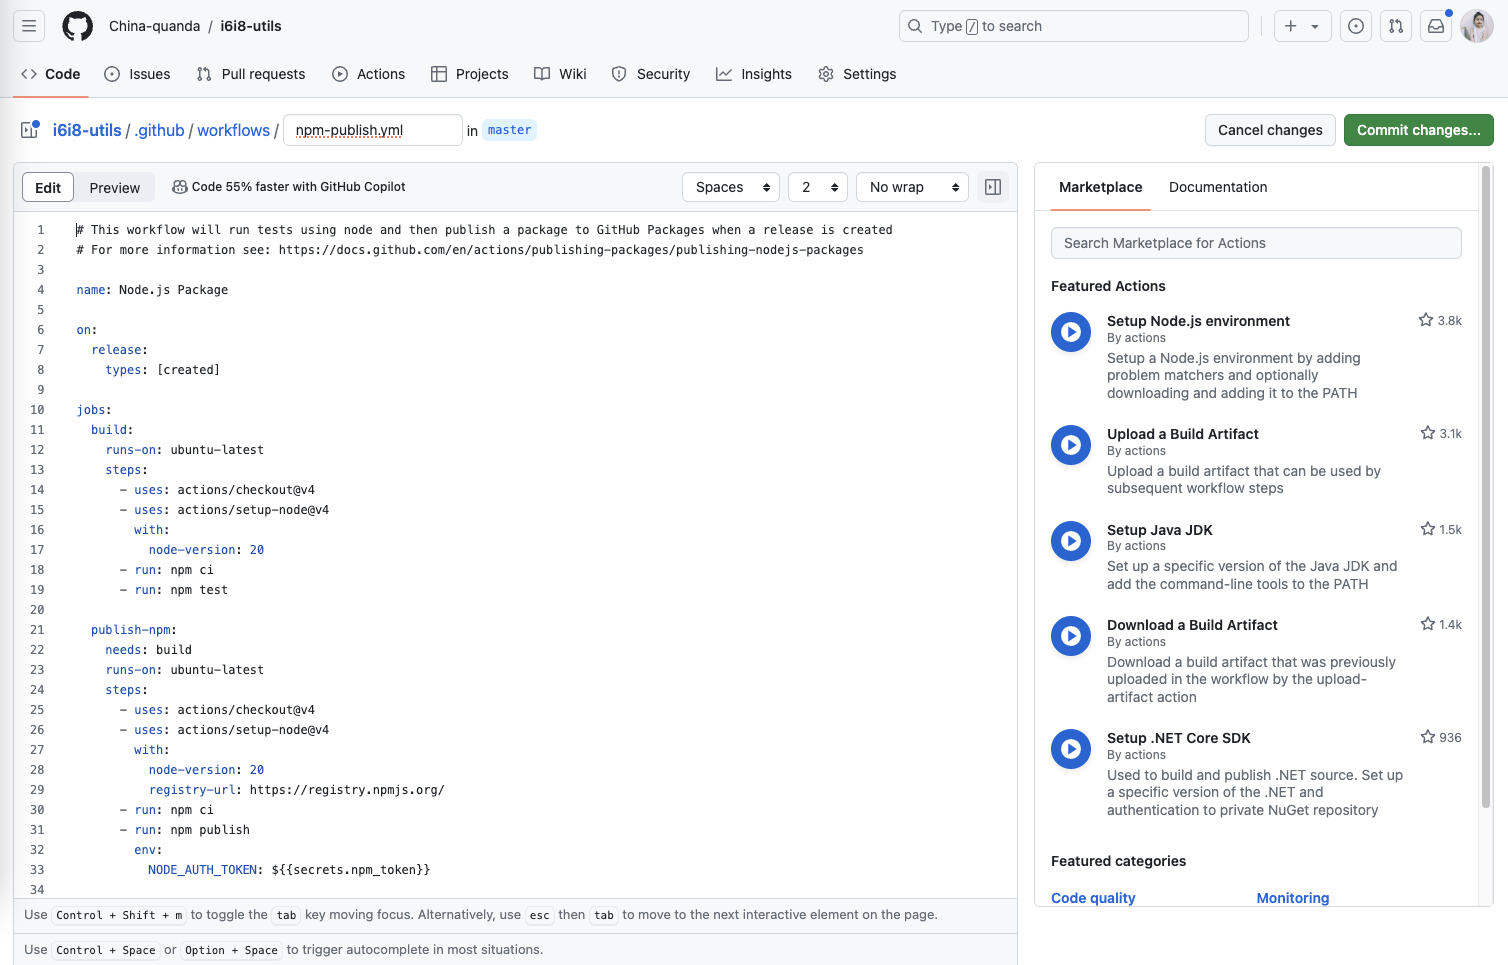 China-quanda / i6i8-utils
Type / to search
Code Issues Pull requests Actions Projects Wiki Security Insights Settings
i6i8-utils / .github / workflows / npm-publish.yml in master
Cancel changes Commit changes...
Edit Preview Code 55% faster with GitHub Copilot Spaces 2 No wrap
1 # This workflow will run tests using node and then publish a package to GitHub Packages when a release is created
2 # For more information see: https://docs.github.com/en/actions/publishing-packages/publishing-nodejs-packages
3
4 name: Node.js Package
5
6 on:
7 release:
8 types: [created]
9
10 jobs:
11 build:
12 runs-on: ubuntu-latest
13 steps:
14 - uses: actions/checkout@v4
15 - uses: actions/setup-node@v4
16 with:
17 node-version: 20
18 - run: npm ci
19 - run: npm test
20
21 publish-npm:
22 needs: build
23 runs-on: ubuntu-latest
24 steps:
25 - uses: actions/checkout@v4
26 - uses: actions/setup-node@v4
27 with:
28 node-version: 20
29 registry-url: https://registry.npmjs.org/
30 - run: npm ci
31 - run: npm publish
32 env:
33 NODE_AUTH_TOKEN: ${{secrets.npm_token}}
34
Use Control + Shift + m to toggle the tab key moving focus. Alternatively, use esc then tab to move to the next interactive element on the page.
Use Control + Space or Option + Space to trigger autocomplete in most situations.
Marketplace Documentation
Search Marketplace for Actions
Featured Actions
Setup Node.js environment 3.8k
By actions
Setup a Node.js environment by adding
problem matchers and optionally
downloading and adding it to the PATH
Upload a Build Artifact 3.1k
By actions
Upload a build artifact that can be used by
subsequent workflow steps
Setup Java JDK 1.5k
By actions
Set up a specific version of the Java JDK and
add the command-line tools to the PATH
Download a Build Artifact 1.4k
By actions
Download a build artifact that was previously
uploaded in the workflow by the upload-
artifact action
Setup .NET Core SDK 936
By actions
Used to build and publish .NET source. Set up
a specific version of the .NET and
authentication to private NuGet repository
Featured categories
Code quality Monitoring